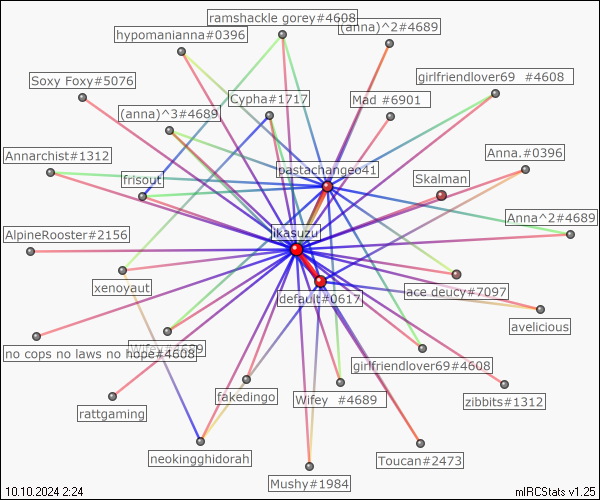 ramshackle gorey#4608
(anna)^2#4689
hypomanianna#0396
girlfriendlover69 #4608
Soxy Foxy#5076
Cypha#1717
Mad #6901
(anna)^3#4689
Annarchist#1312
Anna.#0396
pastachangeo41
frisout
Skalman
Anna^2#4689
AlpineRooster#2156
ikasuzu
xenoyaut
default#0617
ace deucy#7097
avelicious
no cops no laws no hope#4608
Wifey #4689
girlfriendlover69#4608
fakedingo
Wifey #4689
zibbits#1312
rattgaming
neokingghidorah
Toucan#2473
Mushy#1984
10.10.2024 2:24
mIRCStats v1.25